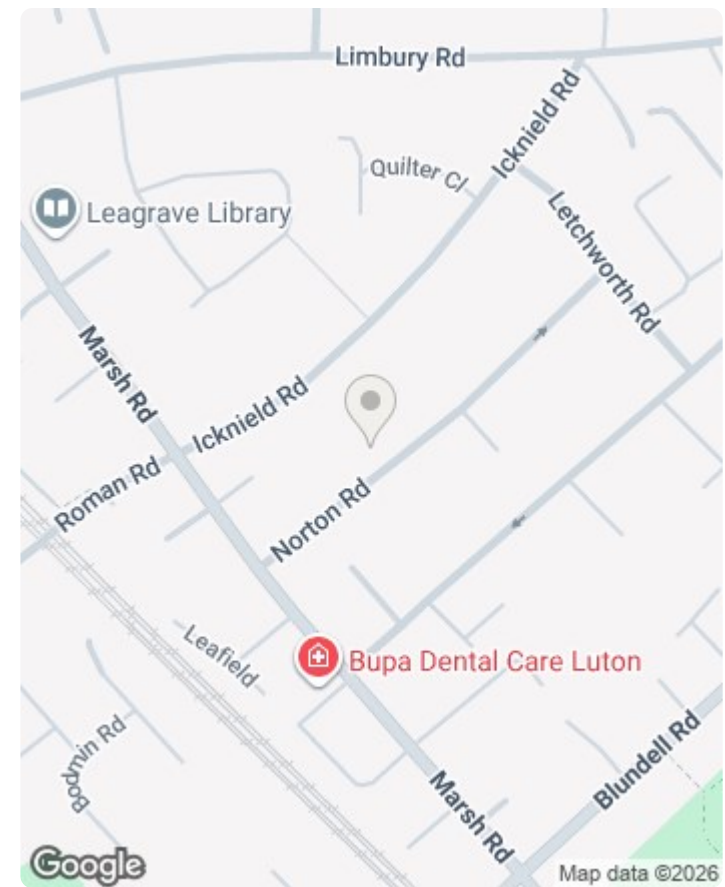 Limbury Rd
Icknield Rd
Quilter Cl
Leagrave Library
Letchworth Rd
Marsh Rd
Icknield Rd
Roman Rd
Norton Rd
Leafield
Bupa Dental Care Luton
Bodmin Rd
Blundell Rd
Marsh Rd
Google
Map data ©2026